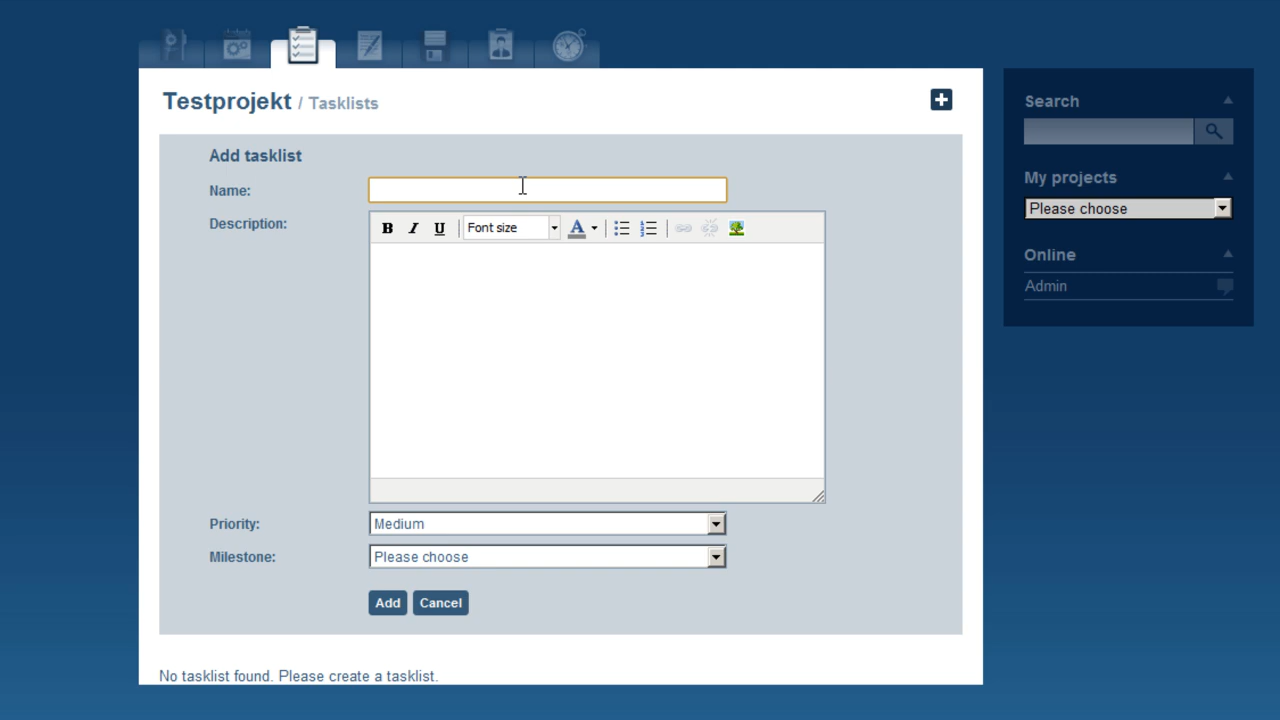 Testprojekt / Tasklists
Add tasklist
Name:
Description:
B I U Font size A
Priority: Medium
Milestone: Please choose
Add Cancel
No tasklist found. Please create a tasklist.
Search
My projects
Please choose
Online
Admin